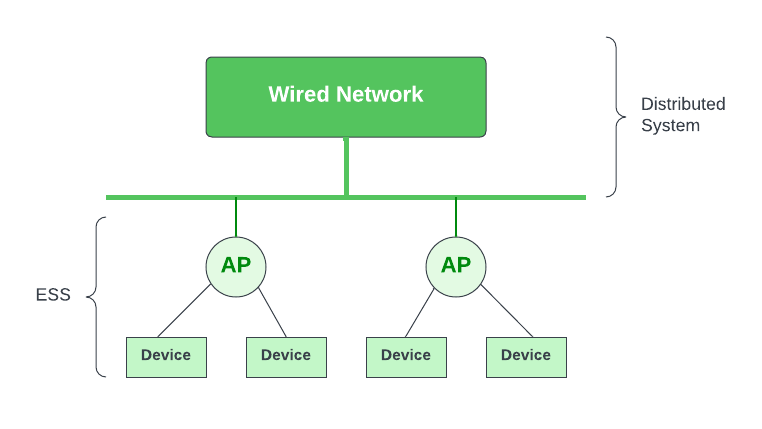 Wired Network
Distributed
System
AP
AP
ESS
Device
Device
Device
Device